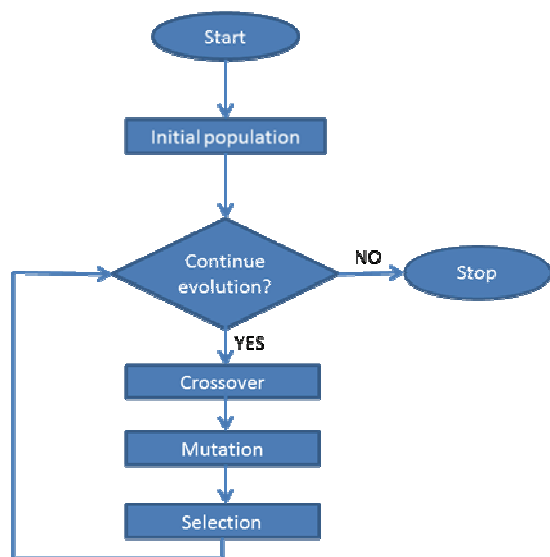 Start
Initial population
Continue
evolution?
NO
Stop
YES
Crossover
Mutation
Selection